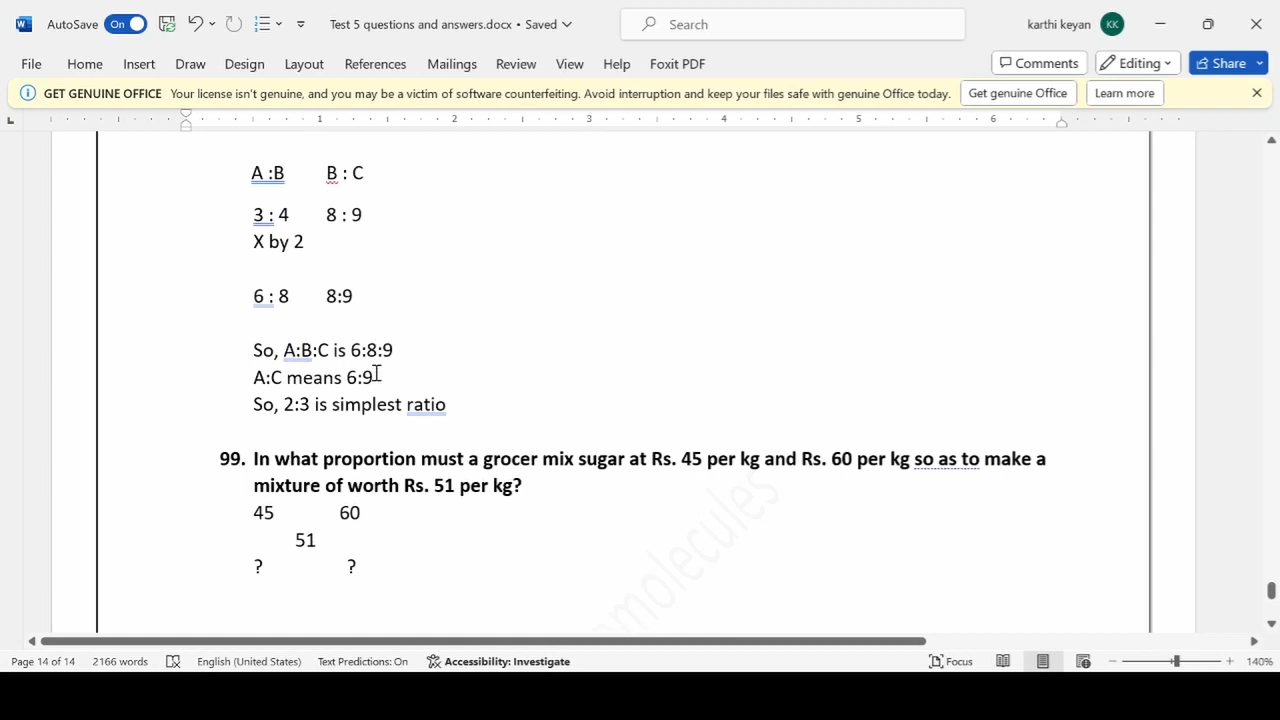 AutoSave On Test 5 questions and answers.docx • Saved Search karthi keyan KK
File Home Insert Draw Design Layout References Mailings Review View Help Foxit PDF Comments Editing Share
GET GENUINE OFFICE Your license isn't genuine, and you may be a victim of software counterfeiting. Avoid interruption and keep your files safe with genuine Office today. Get genuine Office Learn more
1 2 3 4 5 6
A :B B : C
3 : 4 8 : 9
X by 2
6 : 8 8:9
So, A:B:C is 6:8:9
A:C means 6:9
So, 2:3 is simplest ratio
99. In what proportion must a grocer mix sugar at Rs. 45 per kg and Rs. 60 per kg so as to make a
mixture of worth Rs. 51 per kg?
45 60
51
? ?
Page 14 of 14 2166 words English (United States) Text Predictions: On Accessibility: Investigate Focus 140%